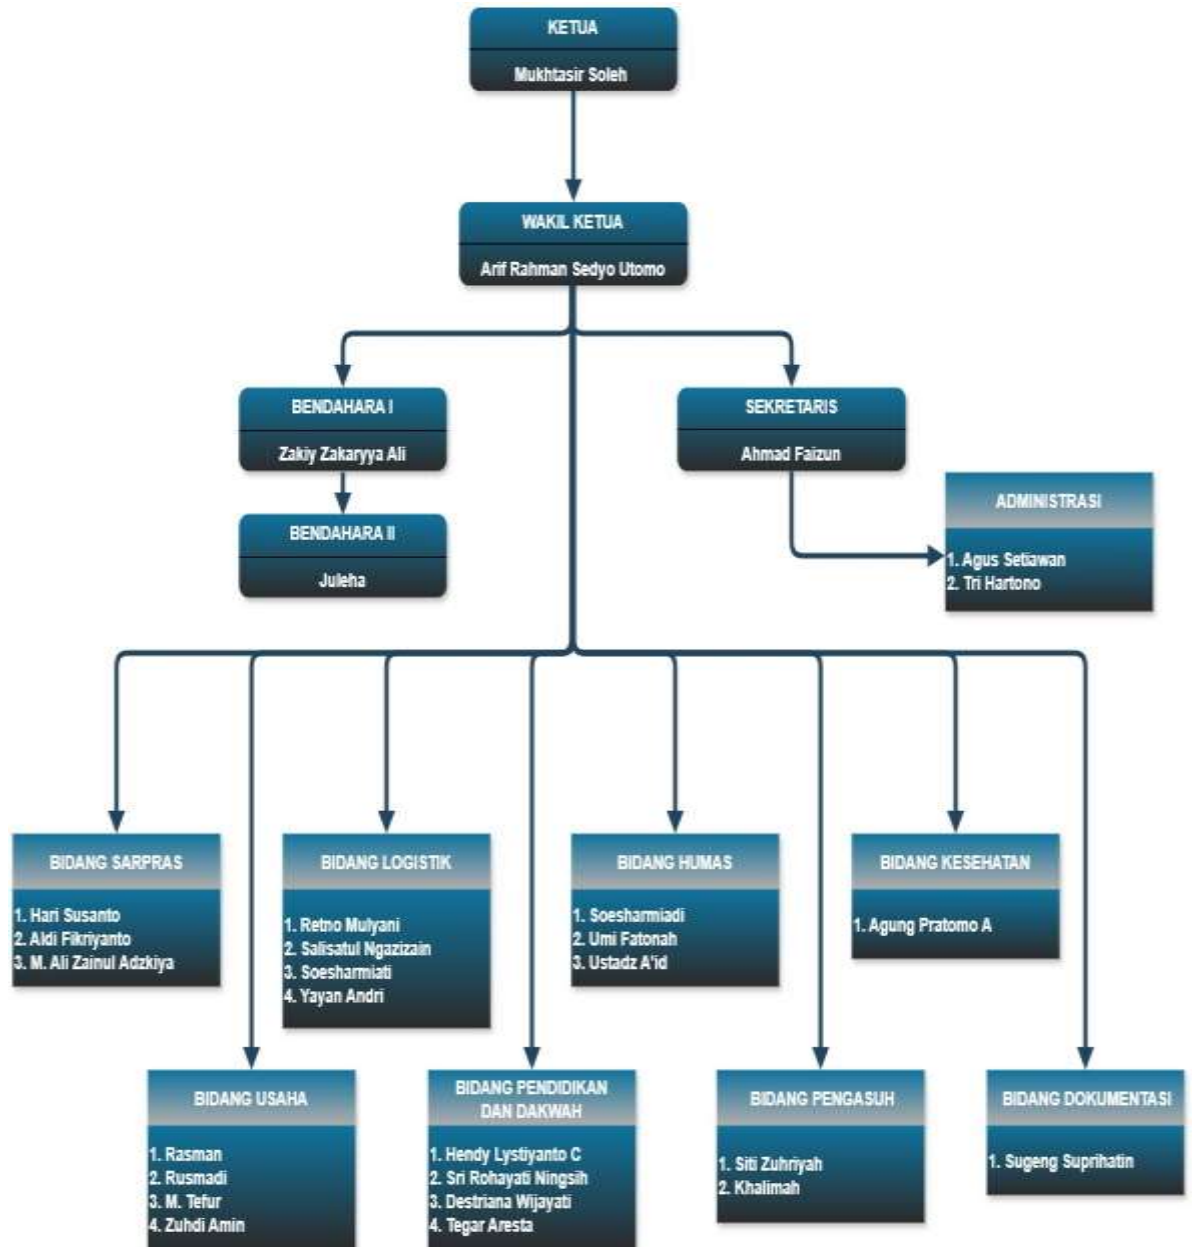 KETUA
Mukhtasir Soleh
WAKIL KETUA
Arif Rahman Sedyo Utomo
BENDAHARA I
Zakiy Zakaryya Ali
SEKRETARIS
Ahmad Faizun
BENDAHARA II
Juleha
ADMINISTRASI
1. Agus Setiawan
2. Tri Hartono
BIDANG SARPRAS
1. Hari Susanto
2. Aldi Fikriyanto
3. M. Ali Zainul Adzkiya
BIDANG LOGISTIK
1. Retno Mulyani
2. Salisatul Ngazizain
3. Soesharmiati
4. Yayan Andri
BIDANG HUMAS
1. Soesharmiadi
2. Umi Fatonah
3. Ustadz A'id
BIDANG KESEHATAN
1. Agung Pratomo A
BIDANG USAHA
1. Rasman
2. Rusmadi
3. M. Tefur
4. Zuhdi Amin
BIDANG PENDIDIKAN
DAN DAKWAH
1. Hendy Lystiyanto C
2. Sri Rohayati Ningsih
3. Destriana Wijayati
4. Tegar Aresta
BIDANG PENGASUH
1. Siti Zuhriyah
2. Khalimah
BIDANG DOKUMENTASI
1. Sugeng Suprihatin